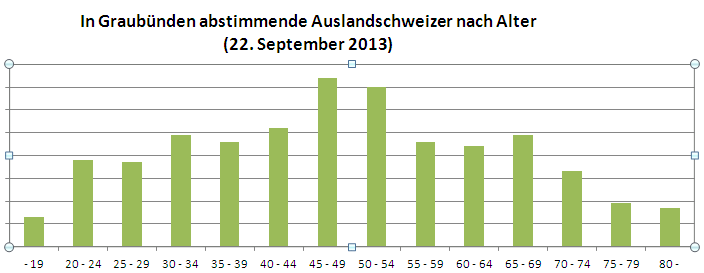 In Graubünden abstimmende Auslandschweizer nach Alter
(22. September 2013)
- 19 20 - 24 25 - 29 30 - 34 35 - 39 40 - 44 45 - 49 50 - 54 55 - 59 60 - 64 65 - 69 70 - 74 75 - 79 80 -